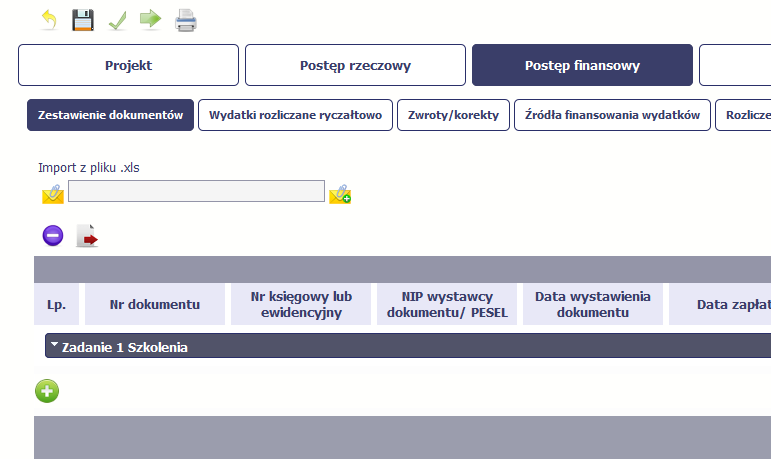 Projekt
Postęp rzeczowy
Postęp finansowy
Zestawienie dokumentów
Wydatki rozliczane ryczałtowo
Zwroty/korekty
Źródła finansowania wydatków
Rozlicze
Import z pliku .xls
Lp.
Nr dokumentu
Nr księgowy lub
ewidencyjny
NIP wystawcy
dokumentu/ PESEL
Data wystawienia
dokumentu
Data zapłat
Zadanie 1 Szkolenia